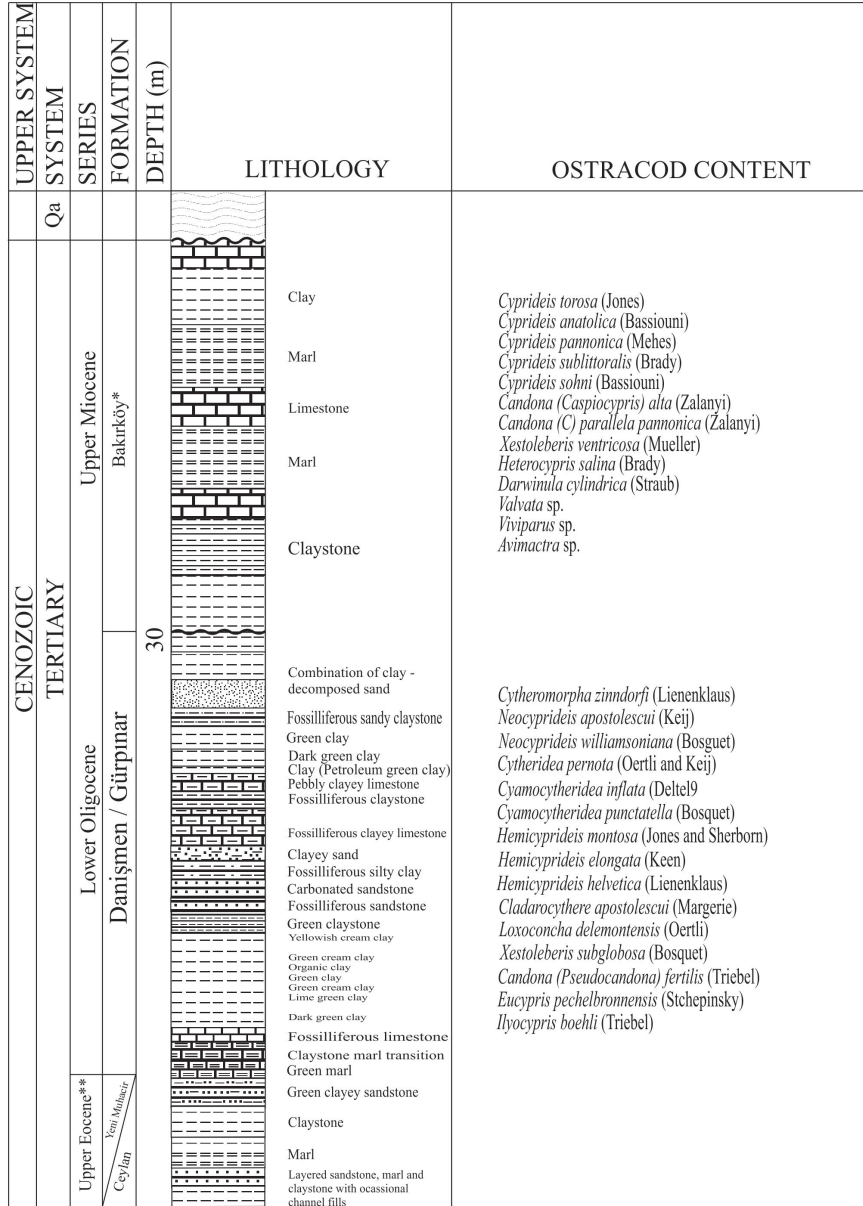 UPPER SYSTEM
SYSTEM
SERIES
FORMATION
DEPTH (m)
LITHOLOGY
OSTRACOD CONTENT
Qa
CENOZOIC
TERTIARY
Upper Miocene
Bakırköy*
30
Clay
Marl
Limestone
Marl
Claystone
Cyprideis torosa (Jones)
Cyprideis anatolica (Bassiouni)
Cyprideis pannonica (Mehes)
Cyprideis sublittoralis (Brady)
Cyprideis sohni (Bassiouni)
Candona (Caspiocypris) alta (Zalanyi)
Candona (C) parallela pannonica (Zalanyi)
Xestoleberis ventricosa (Mueller)
Heterocypris salina (Brady)
Darwinula cylindrica (Straub)
Valvata sp.
Viviparus sp.
Avimactra sp.
Lower Oligocene
Danişmen / Gürpınar
Combination of clay -
decomposed sand
Fossilliferous sandy claystone
Green clay
Dark green clay
Clay (Petroleum green clay)
Pebbly clayey limestone
Fossilliferous claystone
Fossilliferous clayey limestone
Clayey sand
Fossilliferous silty clay
Carbonated sandstone
Fossilliferous sandstone
Green claystone
Yellowish cream clay
Green cream clay
Organic clay
Green clay
Green cream clay
Lime green clay
Dark green clay
Fossilliferous limestone
Claystone marl transition
Green marl
Cytheromorpha zinndorfi (Lienenklaus)
Neocyprideis apostolescui (Keij)
Neocyprideis williamsoniana (Bosguet)
Cytheridea pernota (Oertli and Keij)
Cyamocytheridea inflata (Deltel9
Cyamocytheridea punctatella (Bosquet)
Hemicyprideis montosa (Jones and Sherborn)
Hemicyprideis elongata (Keen)
Hemicyprideis helvetica (Lienenklaus)
Cladarocythere apostolescui (Margerie)
Loxoconcha delemontensis (Oertli)
Xestoleberis subglobosa (Bosquet)
Candona (Pseudocandona) fertilis (Triebel)
Eucypris pechelbronnensis (Stchepinsky)
Ilyocypris boehli (Triebel)
Upper Eocene**
Yeni Muhacir
Ceylan
Green clayey sandstone
Claystone
Marl
Layered sandstone, marl and
claystone with ocassional
channel fills